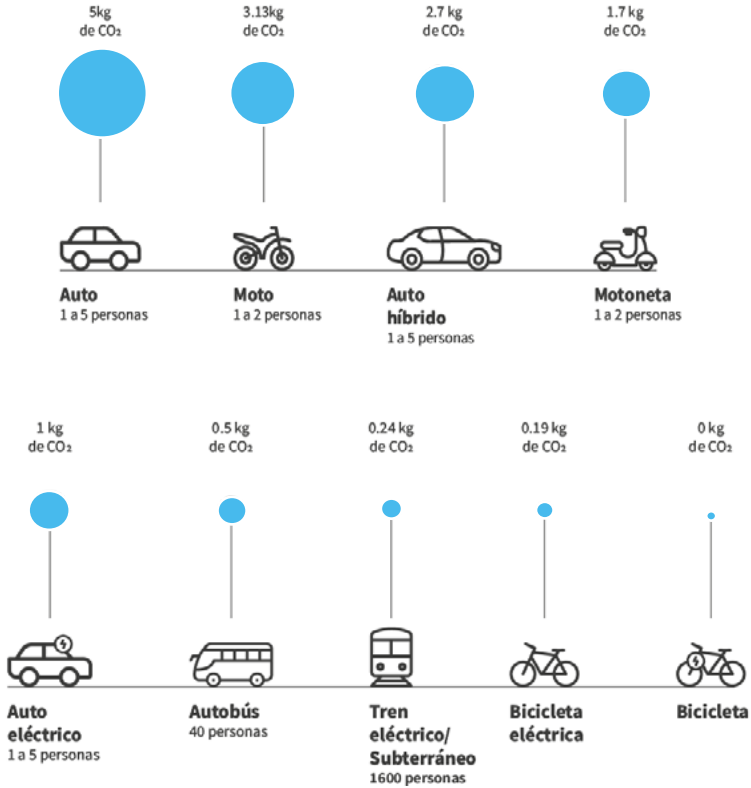 5kg
de CO₂
3.13kg
de CO₂
2.7 kg
de CO₂
1.7 kg
de CO₂
Auto
1 a 5 personas
Moto
1 a 2 personas
Auto
híbrido
1 a 5 personas
Motoneta
1 a 2 personas
1 kg
de CO₂
0.5 kg
de CO₂
0.24 kg
de CO₂
0.19 kg
de CO₂
0 kg
de CO₂
Auto
eléctrico
1 a 5 personas
Autobús
40 personas
Tren
eléctrico/
Subterráneo
1600 personas
Bicicleta
eléctrica
Bicicleta